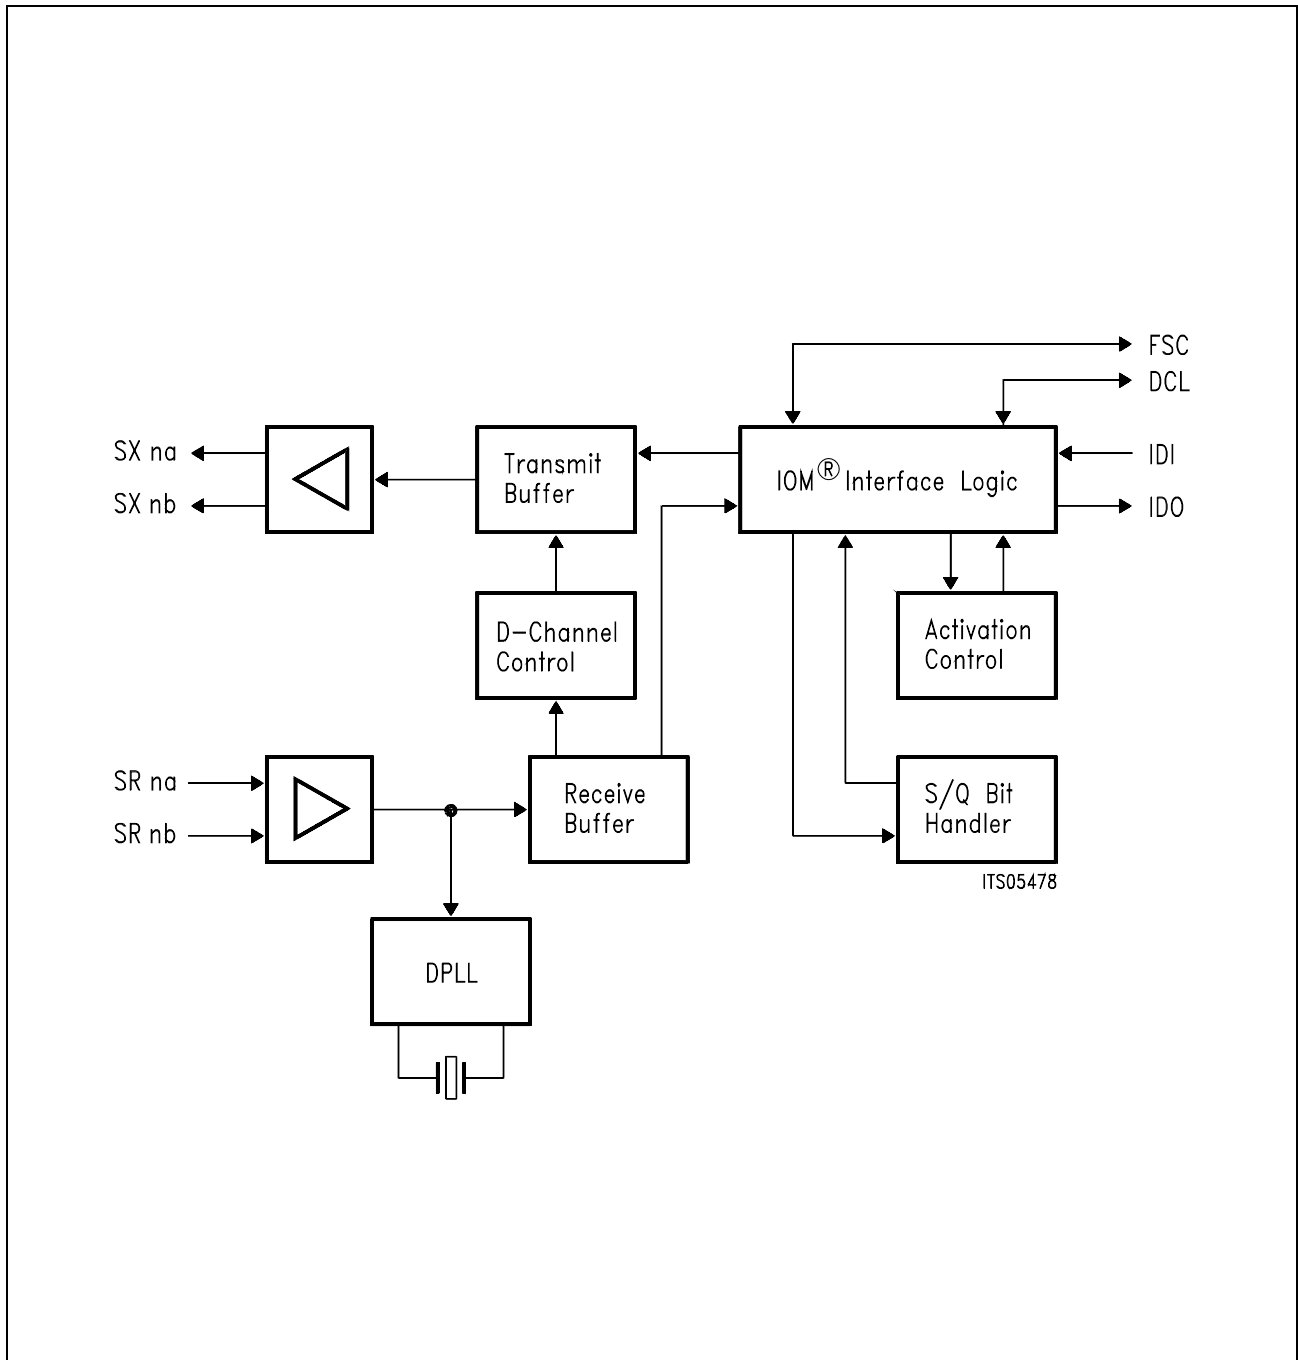 FSC
DCL
SX na
SX nb
Transmit
Buffer
IOM® Interface Logic
IDI
IDO
D-Channel
Control
Activation
Control
SR na
SR nb
Receive
Buffer
S/Q Bit
Handler
ITS05478
DPLL